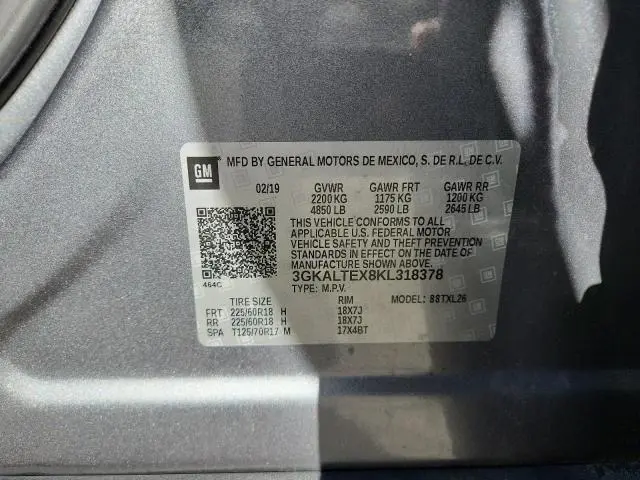 GM MFD BY GENERAL MOTORS DE MEXICO, S. DE R.L. DE C.V.
02/19 GVWR GAWR FRT GAWR RR
2200 KG 1175 KG 1200 KG
4850 LB 2590 LB 2645 LB
THIS VEHICLE CONFORMS TO ALL
APPLICABLE U.S. FEDERAL MOTOR
VEHICLE SAFETY AND THEFT PREVENTION
STANDARDS IN EFFECT ON THE DATE OF
MANUFACTURE SHOWN ABOVE.
464C 3GKALTEX8KL318378
TYPE: M.P.V.
TIRE SIZE RIM MODEL: 88TXL26
FRT 225/60R18 H 18X7J
RR 225/60R18 H 18X7J
SPA T125/70R17 M 17X4BT